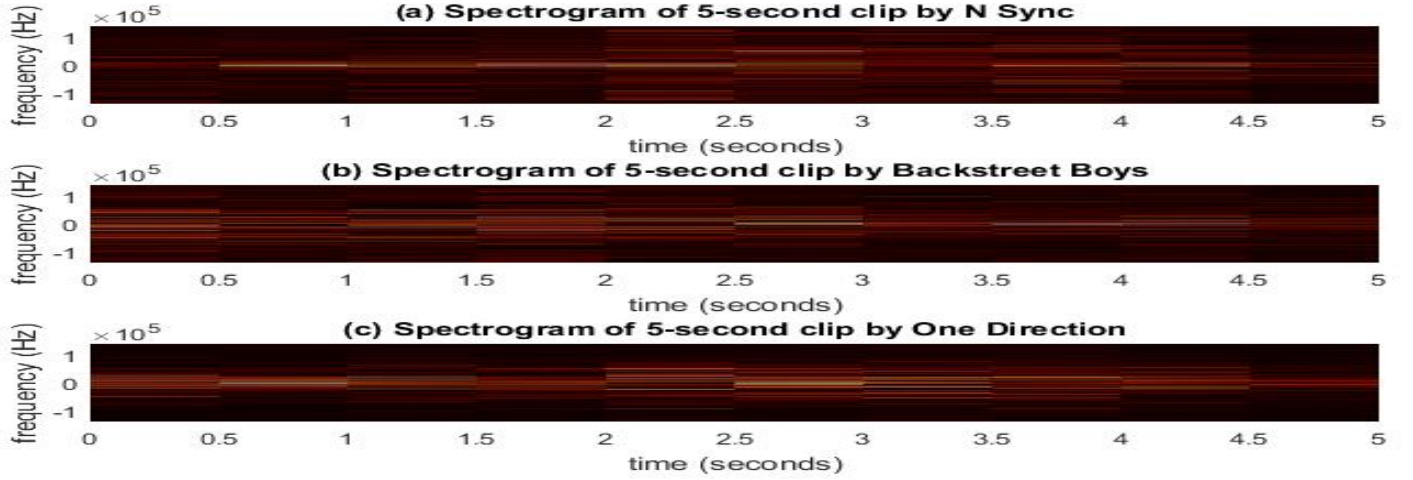 (a) Spectrogram of 5-second clip by N Sync
× 10^5
frequency (Hz)
1
0
-1
0 0.5 1 1.5 2 2.5 3 3.5 4 4.5 5
time (seconds)
(b) Spectrogram of 5-second clip by Backstreet Boys
× 10^5
frequency (Hz)
1
0
-1
0 0.5 1 1.5 2 2.5 3 3.5 4 4.5 5
time (seconds)
(c) Spectrogram of 5-second clip by One Direction
× 10^5
frequency (Hz)
1
0
-1
0 0.5 1 1.5 2 2.5 3 3.5 4 4.5 5
time (seconds)